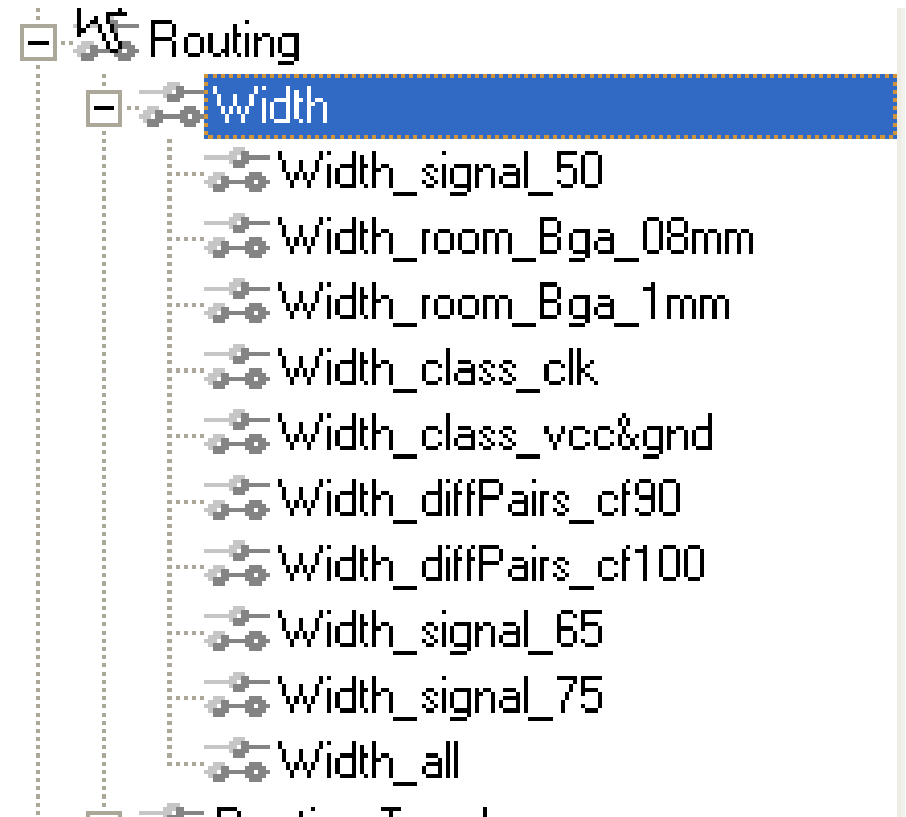 Routing
Width
Width_signal_50
Width_room_Bga_08mm
Width_room_Bga_1mm
Width_class_clk
Width_class_vcc&gnd
Width_diffPairs_cf90
Width_diffPairs_cf100
Width_signal_65
Width_signal_75
Width_all